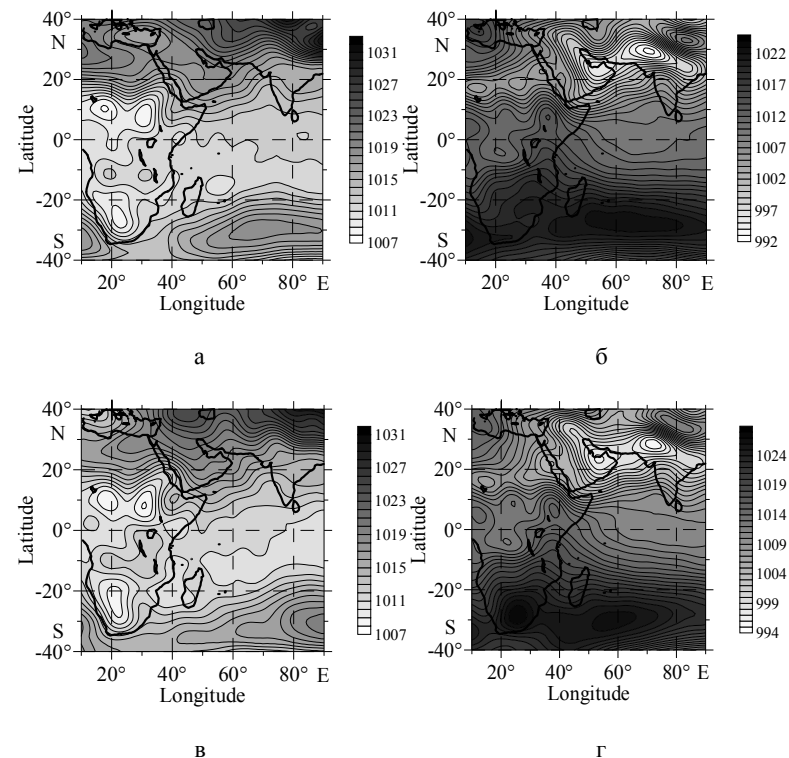 40°
N
20°
0°
-20°
S
-40°
Latitude
20° 40° 60° 80° E
Longitude
1031
1027
1023
1019
1015
1011
1007
а
40°
N
20°
0°
-20°
S
-40°
Latitude
20° 40° 60° 80° E
Longitude
1022
1017
1012
1007
1002
997
992
б
40°
N
20°
0°
-20°
S
-40°
Latitude
20° 40° 60° 80° E
Longitude
1031
1027
1023
1019
1015
1011
1007
в
40°
N
20°
0°
-20°
S
-40°
Latitude
20° 40° 60° 80° E
Longitude
1024
1019
1014
1009
1004
999
994
г